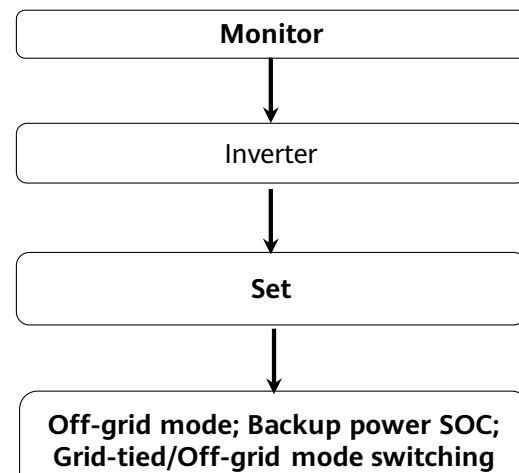 Monitor
Inverter
Set
Off-grid mode; Backup power SOC;
Grid-tied/Off-grid mode switching